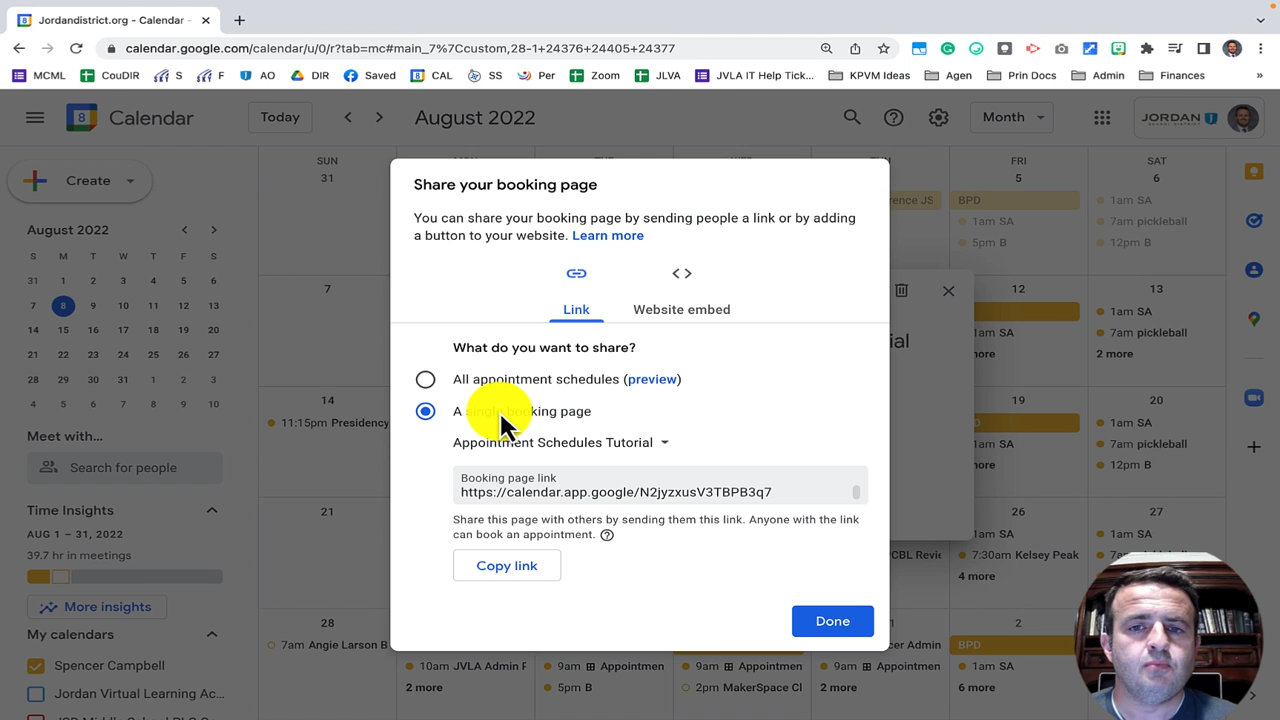 Jordandistrict.org - Calendar -
calendar.google.com/calendar/u/0/r?tab=mc#main_7%7Ccustom,28-1+24376+24405+24377
MCML CouDIR S F AO DIR Saved CAL SS Per Zoom JLVA JVLA IT Help Tick... KPVM Ideas Agen Prin Docs Admin Finances »
8 Calendar Today August 2022 Month JORDAN
Create
August 2022
S M T W T F S
31 1 2 3 4 5 6
7 8 9 10 11 12 13
14 15 16 17 18 19 20
21 22 23 24 25 26 27
28 29 30 31 1 2 3
4 5 6 7 8 9 10
Meet with...
Search for people
Time Insights
AUG 1 – 31, 2022
39.7 hr in meetings
More insights
My calendars
Spencer Campbell
Jordan Virtual Learning Ac...
SUN
31
7
14
11:15pm Presidency
21
28
7am Angie Larson B
Share your booking page
You can share your booking page by sending people a link or by adding
a button to your website. Learn more
Link Website embed
What do you want to share?
All appointment schedules (preview)
A single booking page
Appointment Schedules Tutorial
Booking page link
https://calendar.app.google/N2jyzxusV3TBPB3q7
Share this page with others by sending them this link. Anyone with the link
can book an appointment.
Copy link
Done
10am JVLA Admin F
2 more
9am Appointmen
5pm B
9am Appointmen
2pm MakerSpace Cl
9am Appointmen
2 more
FRI
5
BPD
1am SA
5pm B
12
1am SA
19
1am SA
26
1am SA
7:30am Kelsey Peak
4 more
2
BPD
1am SA
6 more
SAT
6
1am SA
7am pickleball
12pm B
13
1am SA
7am pickleball
2 more
20
1am SA
7am pickleball
12pm B
27
1am SA